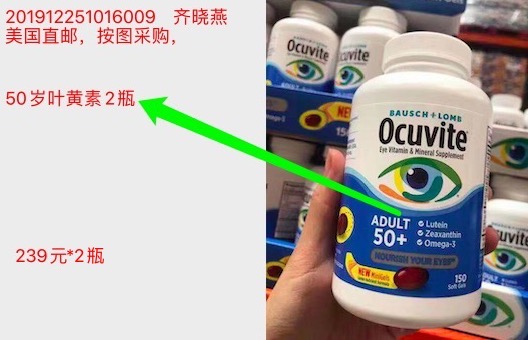 201912251016009 齐晓燕
美国直邮，按图采购，
50岁叶黄素2瓶
239元*2瓶
Ocuvite
Ocuvite
BAUSCH + LOMB
Ocuvite
Eye Vitamin & Mineral Supplement
ADULT
50+
Lutein
Zeaxanthin
Omega-3
NOURISH YOUR EYES
NEW MiniGels
150
Soft Gels